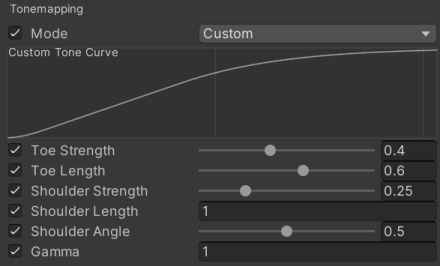 Tonemapping
Mode Custom
Custom Tone Curve
Toe Strength 0.4
Toe Length 0.6
Shoulder Strength 0.25
Shoulder Length 1
Shoulder Angle 0.5
Gamma 1